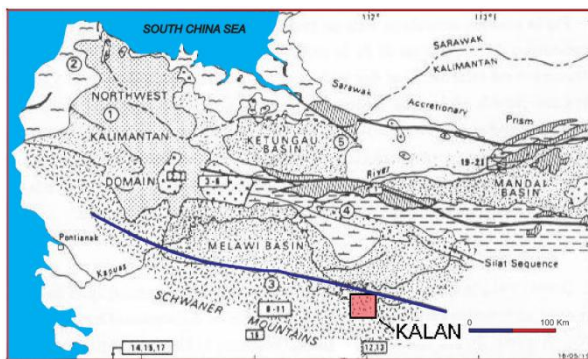 SOUTH CHINA SEA
112°
113°
2
SARAWAK
KALIMANTAN
NORTHWEST
Sarawak
Accretionary
1
KETUNGAU
BASIN
5
Prism
KALIMANTAN
19-21
River
MANDAI
BASIN
DOMAIN
3-6
4
Pontianak
MELAWI BASIN
Silat Sequence
Kapuas
3
SCHWANER
8-11
MOUNTAINS
KALAN
0
100 Km
18
14,15,17
12,13